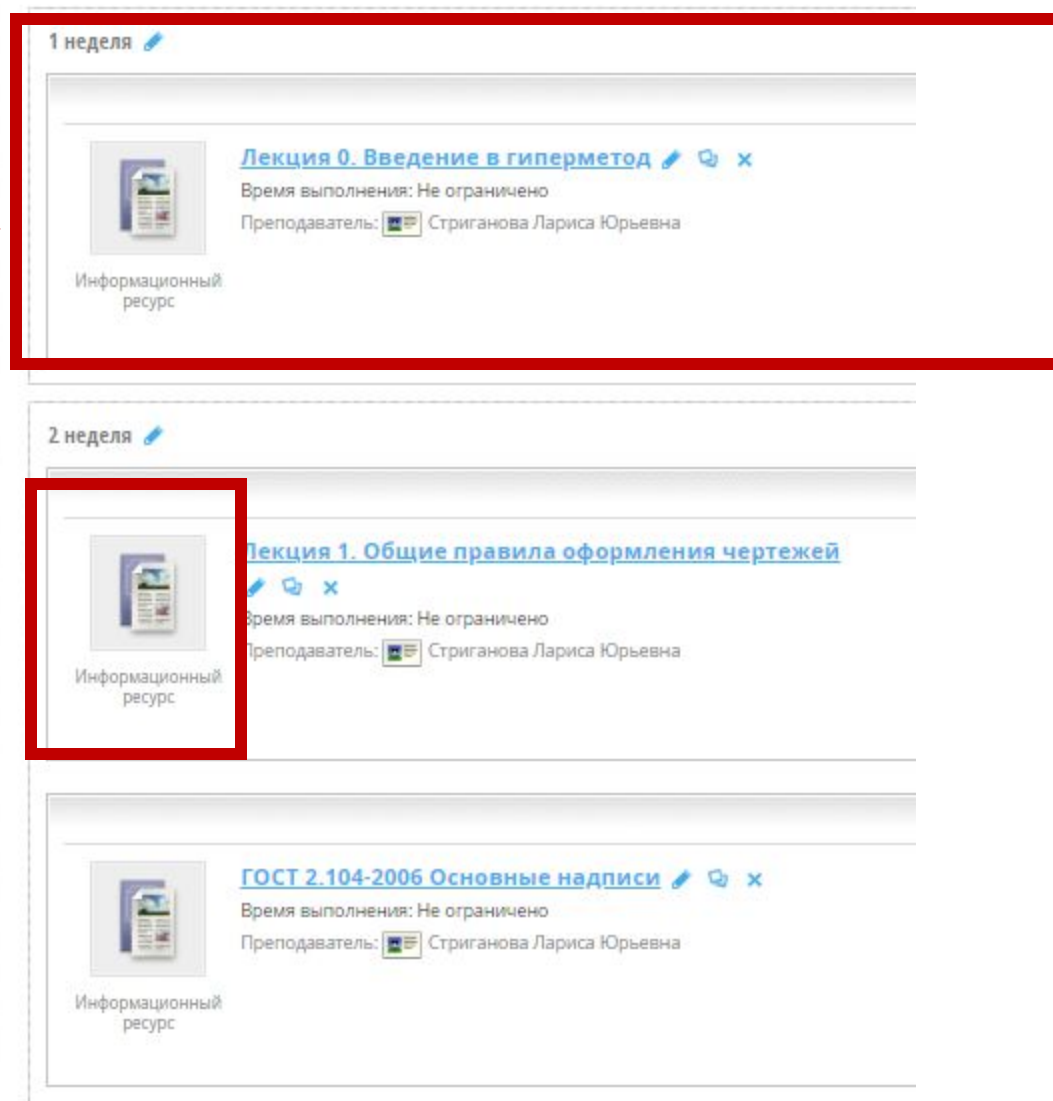 1 неделя
Лекция 0. Введение в гиперметод
Время выполнения: Не ограничено
Преподаватель: Стриганова Лариса Юрьевна
Информационный
ресурс
2 неделя
Лекция 1. Общие правила оформления чертежей
Время выполнения: Не ограничено
Преподаватель: Стриганова Лариса Юрьевна
Информационный
ресурс
ГОСТ 2.104-2006 Основные надписи
Время выполнения: Не ограничено
Преподаватель: Стриганова Лариса Юрьевна
Информационный
ресурс